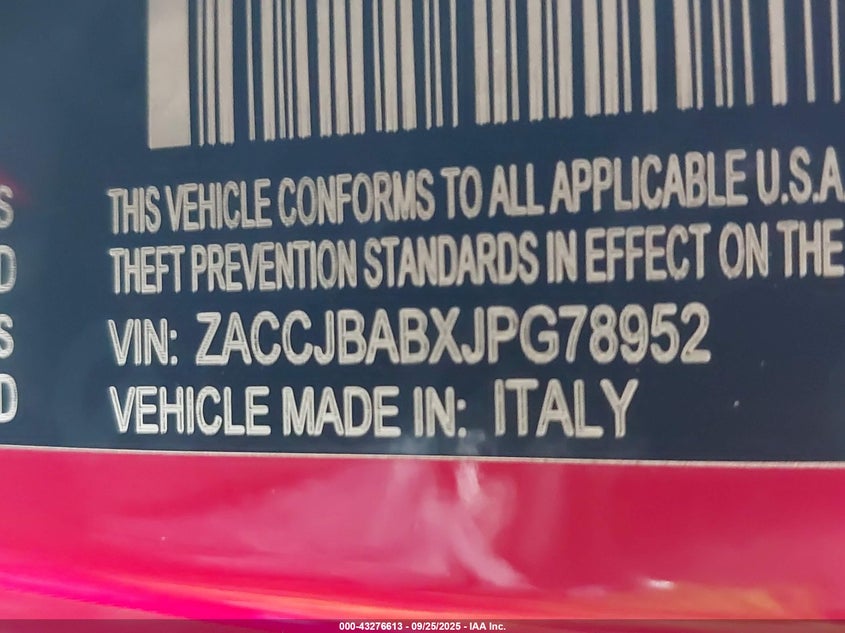 THIS VEHICLE CONFORMS TO ALL APPLICABLE U.S.A
THEFT PREVENTION STANDARDS IN EFFECT ON THE
VIN: ZACCJBABXJPG78952
VEHICLE MADE IN: ITALY
S
D
S
D
000-43276613 - 09/25/2025 - IAA Inc.